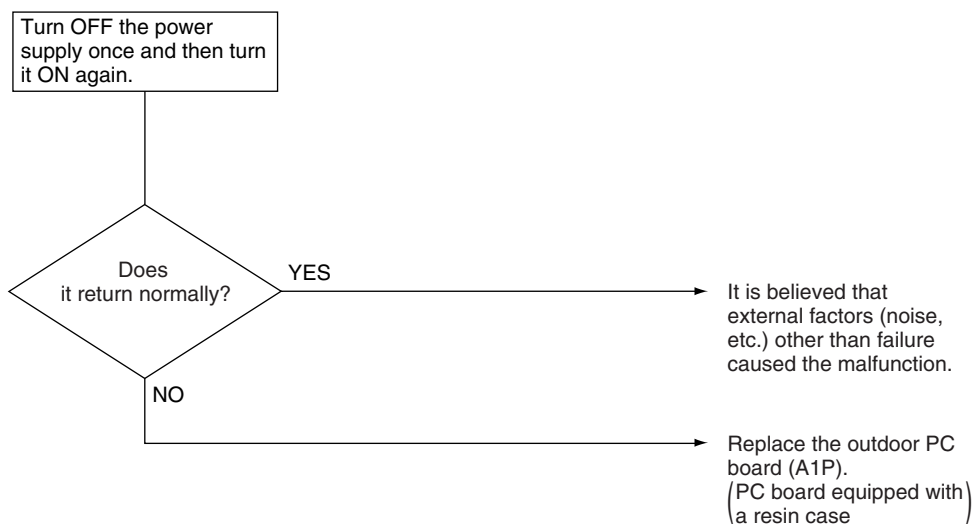 Turn OFF the power
supply once and then turn
it ON again.
Does
it return normally?
YES
It is believed that
external factors (noise,
etc.) other than failure
caused the malfunction.
NO
Replace the outdoor PC
board (A1P).
(PC board equipped with
a resin case)